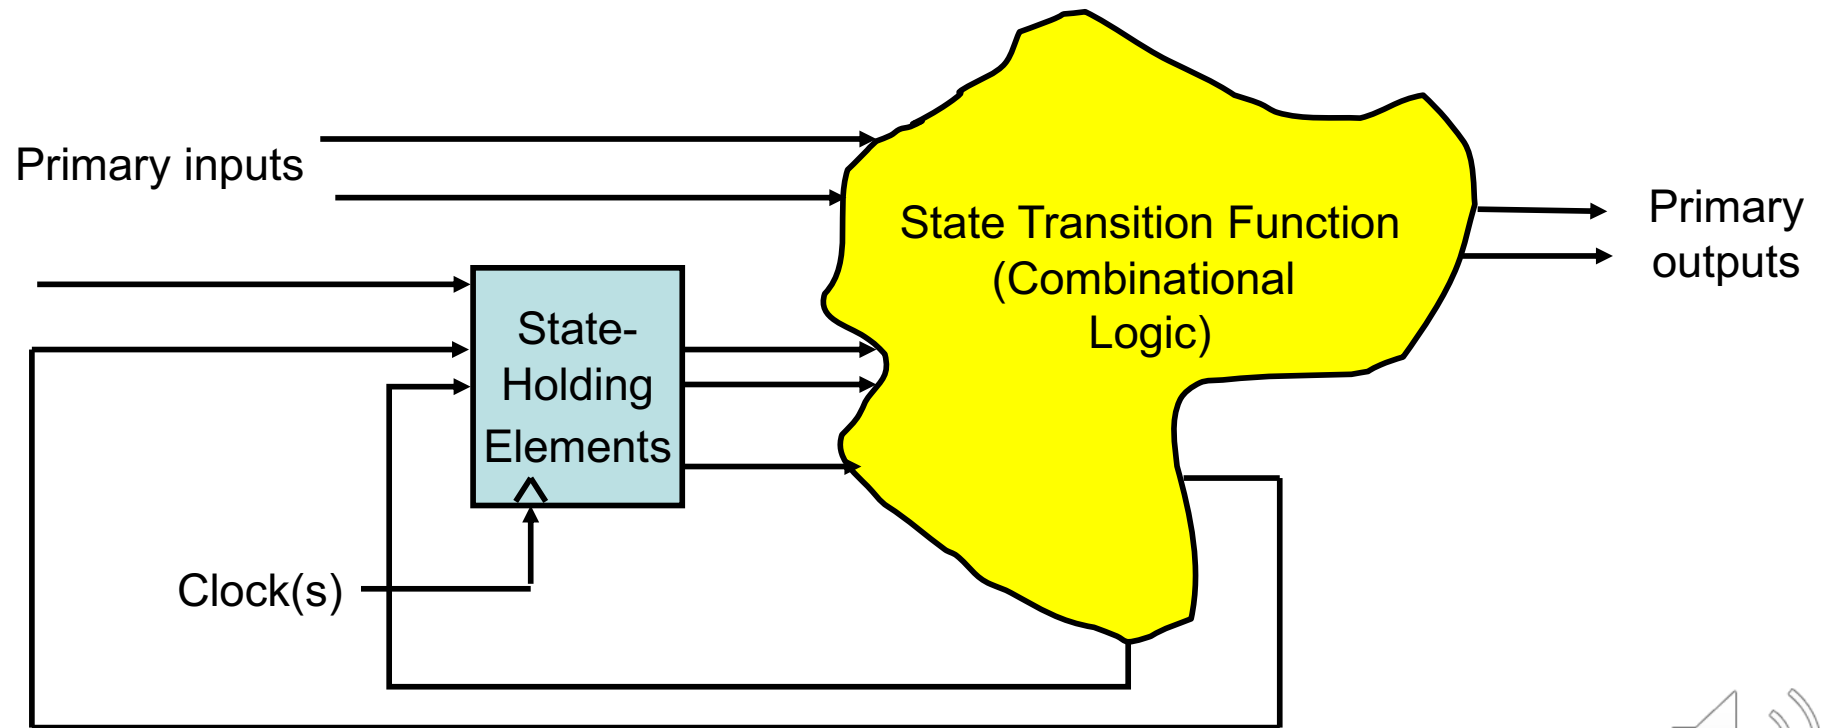 Primary inputs
State Transition Function
(Combinational
Logic)
Primary
outputs
State-
Holding
Elements
Clock(s)